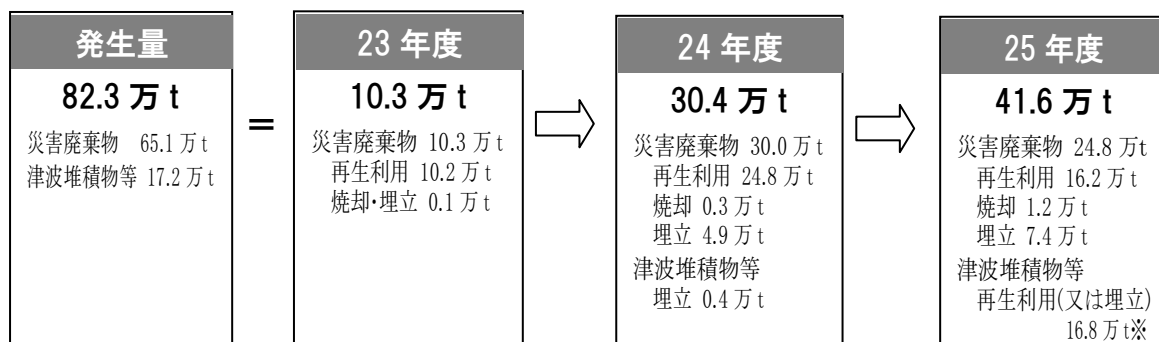 発生量
82.3 万 t
災害廃棄物 65.1 万 t
津波堆積物等 17.2 万 t
=
23 年度
10.3 万 t
災害廃棄物 10.3 万 t
再生利用 10.2 万 t
焼却・埋立 0.1 万 t
24 年度
30.4 万 t
災害廃棄物 30.0 万 t
再生利用 24.8 万 t
焼却 0.3 万 t
埋立 4.9 万 t
津波堆積物等
埋立 0.4 万 t
25 年度
41.6 万 t
災害廃棄物 24.8 万t
再生利用 16.2 万 t
焼却 1.2 万 t
埋立 7.4 万 t
津波堆積物等
再生利用(又は埋立)
16.8 万 t※